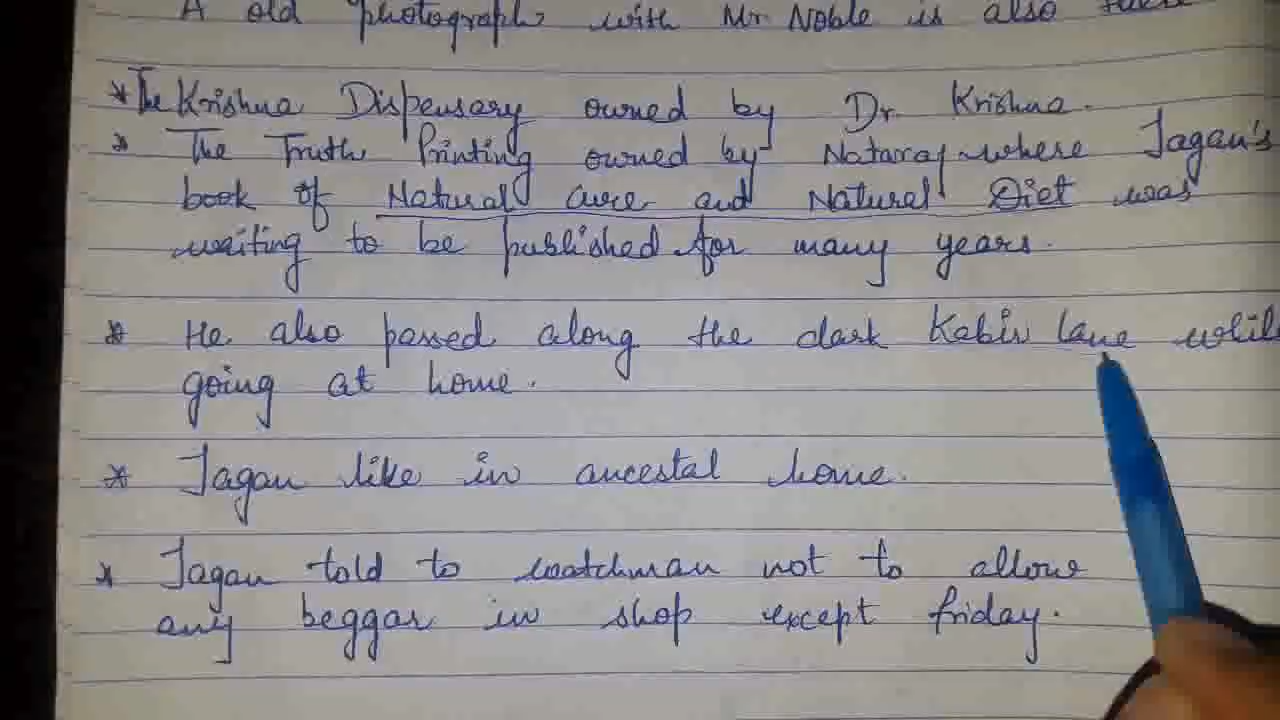 A old photographs with Mr. Noble is also
* The Krishna Dispensary owned by Dr. Krishna.
* The Truth Printing owned by Nataraj where Jagan's
book of Natural cure and Natural Diet was
waiting to be published for many years.
* He also passed along the dark Kabir lane
going at home.
* Jagan like in ancestal home.
* Jagan told to watchman not to allow
any beggar in shop except friday.